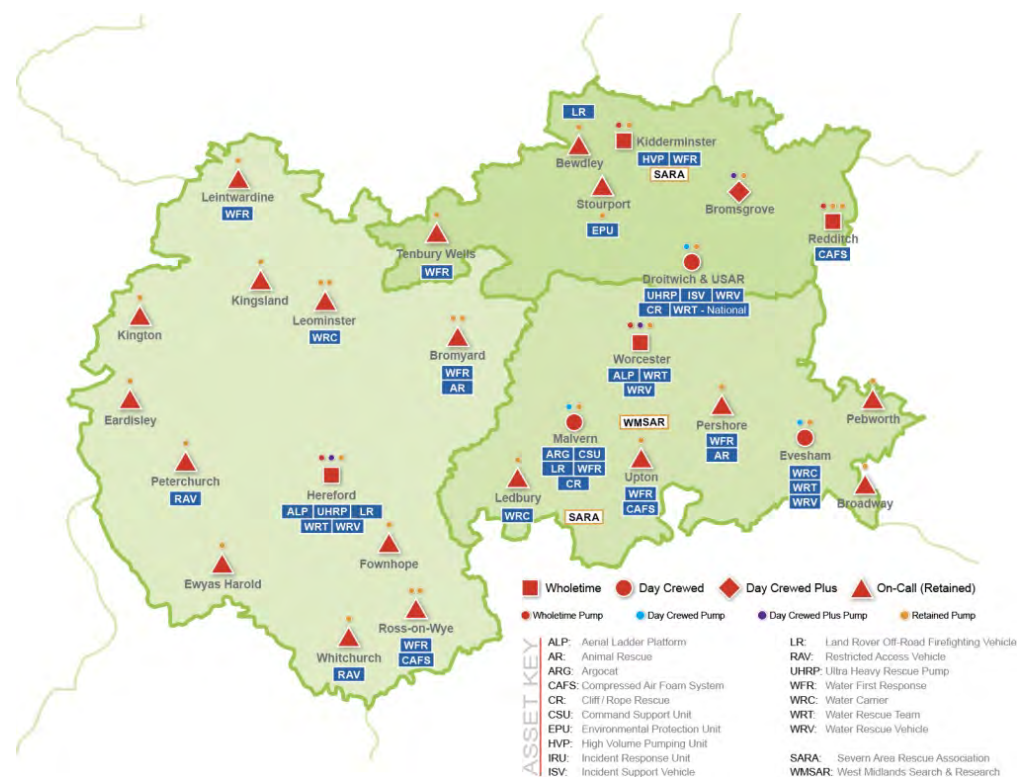 LR
Kidderminster
Bewdley
HVP WFR
SARA
Leintwardine
WFR
Stourport
EPU
Bromsgrove
Redditch
CAFS
Tenbury Wells
WFR
Droitwich & USAR
UHRP ISV WRV
CR WRT - National
Kingsland
Leominster
WRC
Kington
Bromyard
WFR
AR
Worcester
ALP WRT
WRV
Eardisley
Pebworth
Pershore
WFR
AR
WMSAR
Malvern
ARG CSU
LR WFR
CR
Evesham
WRC
WRT
WRV
Peterchurch
RAV
Hereford
ALP UHRP LR
WRT WRV
Ledbury
WRC
Upton
WFR
CAFS
Broadway
SARA
Fownhope
Ewyas Harold
Ross-on-Wye
WFR
CAFS
Whitchurch
RAV
Wholetime Day Crewed Day Crewed Plus On-Call (Retained)
Wholetime Pump Day Crewed Pump Day Crewed Plus Pump Retained Pump
ASSET KEY
ALP: Aerial Ladder Platform
AR: Animal Rescue
ARG: Argocat
CAFS: Compressed Air Foam System
CR: Cliff / Rope Rescue
CSU: Command Support Unit
EPU: Environmental Protection Unit
HVP: High Volume Pumping Unit
IRU: Incident Response Unit
ISV: Incident Support Vehicle
LR: Land Rover Off-Road Firefighting Vehicle
RAV: Restricted Access Vehicle
UHRP: Ultra Heavy Rescue Pump
WFR: Water First Response
WRC: Water Carrier
WRT: Water Rescue Team
WRV: Water Rescue Vehicle
SARA: Severn Area Rescue Association
WMSAR: West Midlands Search & Research